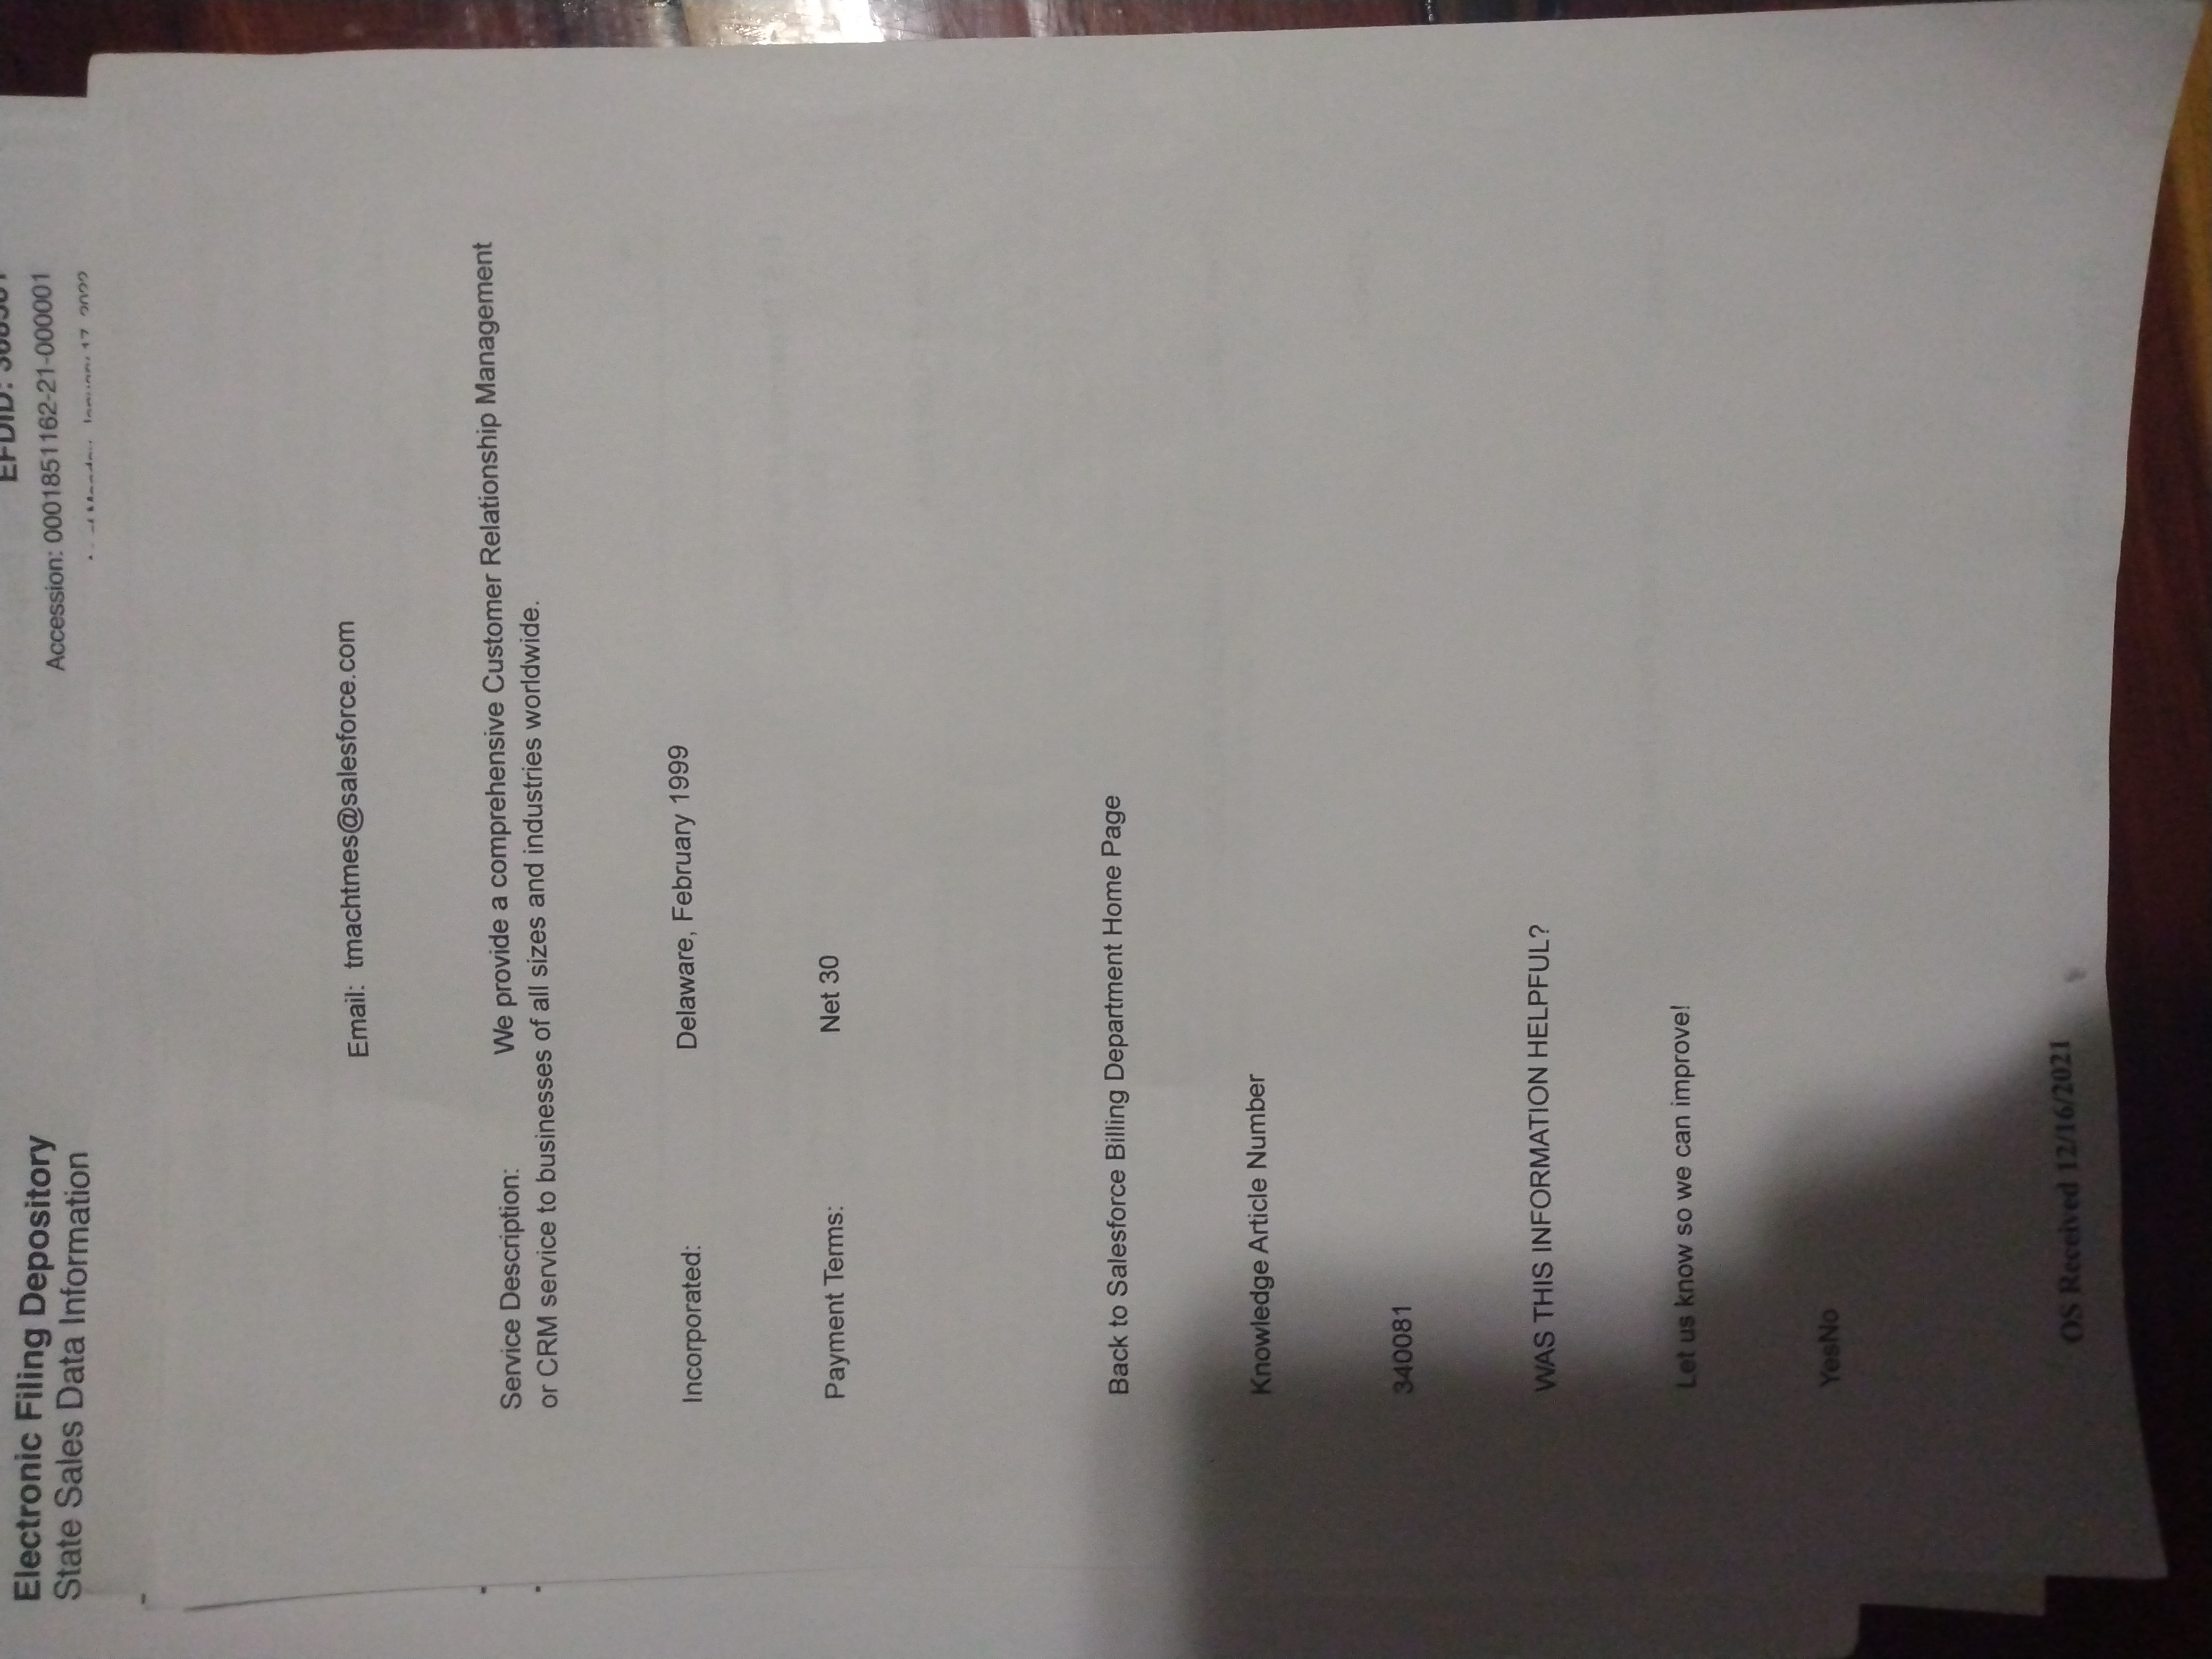 Electronic Filing Depository
State Sales Data Information
EFDID:
Accession: 0001851162-21-000001
Monday, January 17, 2022
Email: tmachtmes@salesforce.com
Service Description: We provide a comprehensive Customer Relationship Management
or CRM service to businesses of all sizes and industries worldwide.
Incorporated: Delaware, February 1999
Payment Terms: Net 30
Back to Salesforce Billing Department Home Page
Knowledge Article Number
340081
WAS THIS INFORMATION HELPFUL?
Let us know so we can improve!
YesNo
OS Received 12/16/2021